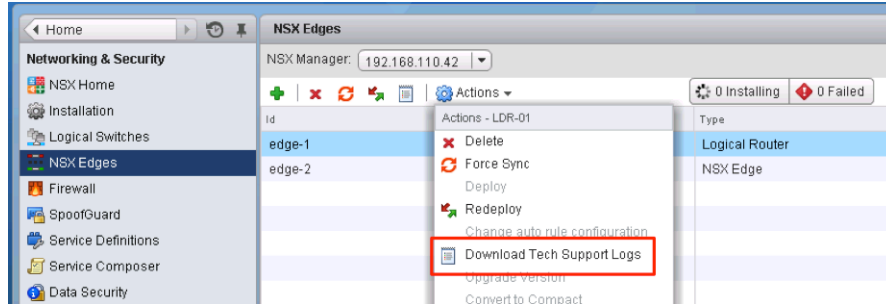 Home
NSX Edges
Networking & Security
NSX Manager: 192.168.110.42
NSX Home
Actions
0 Installing
0 Failed
Installation
Id
Actions - LDR-01
Type
Logical Switches
edge-1
Delete
Logical Router
NSX Edges
edge-2
Force Sync
NSX Edge
Firewall
Deploy
SpoofGuard
Redeploy
Change auto rule configuration
Service Definitions
Download Tech Support Logs
Service Composer
Upgrade Version
Data Security
Convert to Compact